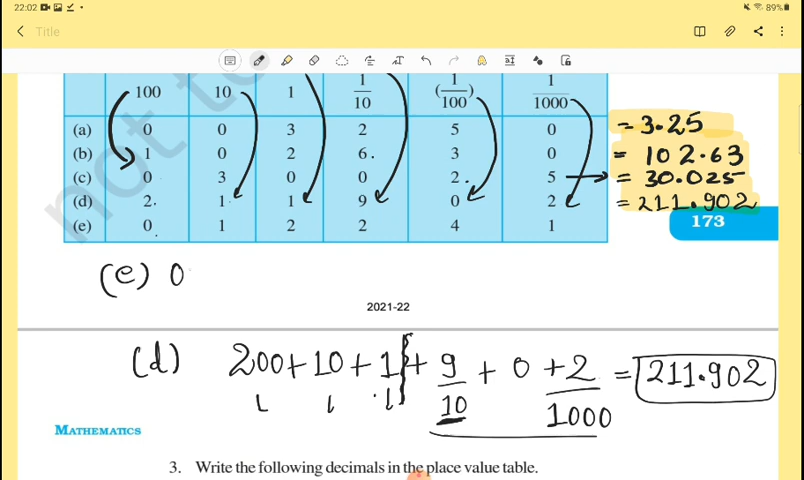 22:02 89%
Title
100 10 1 1/10 (1/100) 1/1000
(a) 0 0 3 2 5 0 = 3.25
(b) 1 0 2 6. 3 0 = 102.63
(c) 0 3 0 0 2. 5 = 30.025
(d) 2. 1 1 9 0 2 = 211.902
(e) 0 1 2 2 4 1
173
not t
(e) 0
2021-22
(d) 200 + 10 + 1 + 9/10 + 0 + 2/1000 = 211.902
MATHEMATICS
3. Write the following decimals in the place value table.